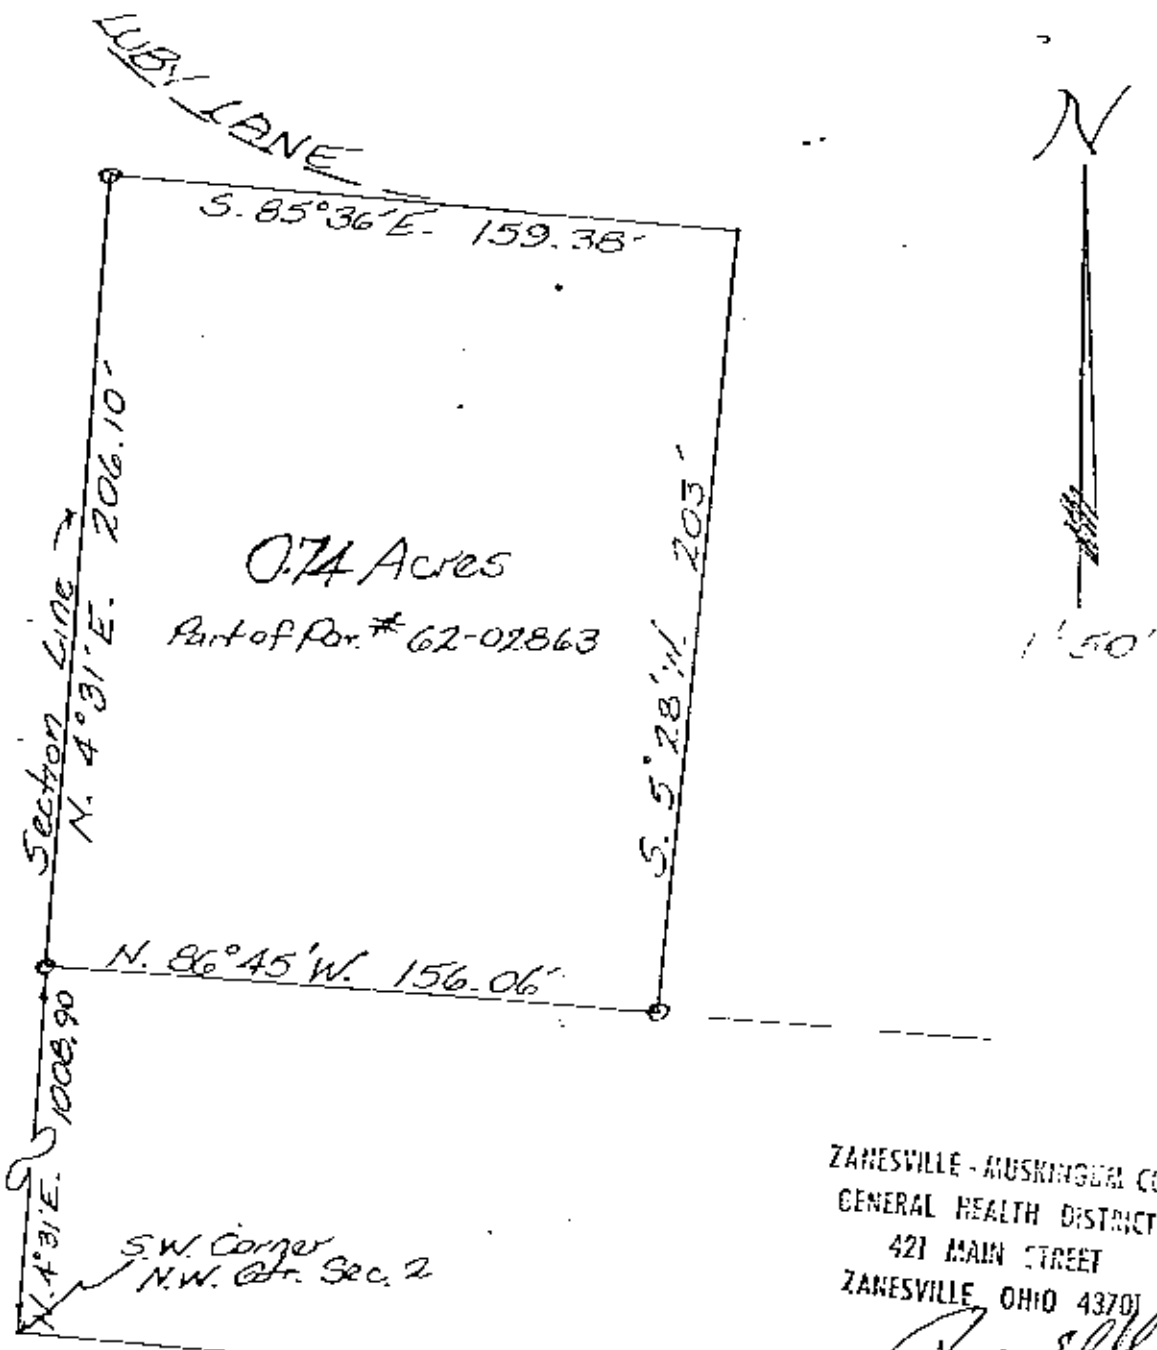 LUBY LANE
N
S. 85°36'E. 159.38'
Section Line
N. 4°31'E. 206.10'
0.74 Acres
Part of Par. # 62-02863
S. 5°28'W. 203'
1"50'
N. 86°45'W. 156.06'
N. 4°31'E. 1008.90
S.W. Corner
N.W. Qtr. Sec. 2
ZANESVILLE - MUSKINGUM CO
GENERAL HEALTH DISTRICT
421 MAIN STREET
ZANESVILLE, OHIO 43701